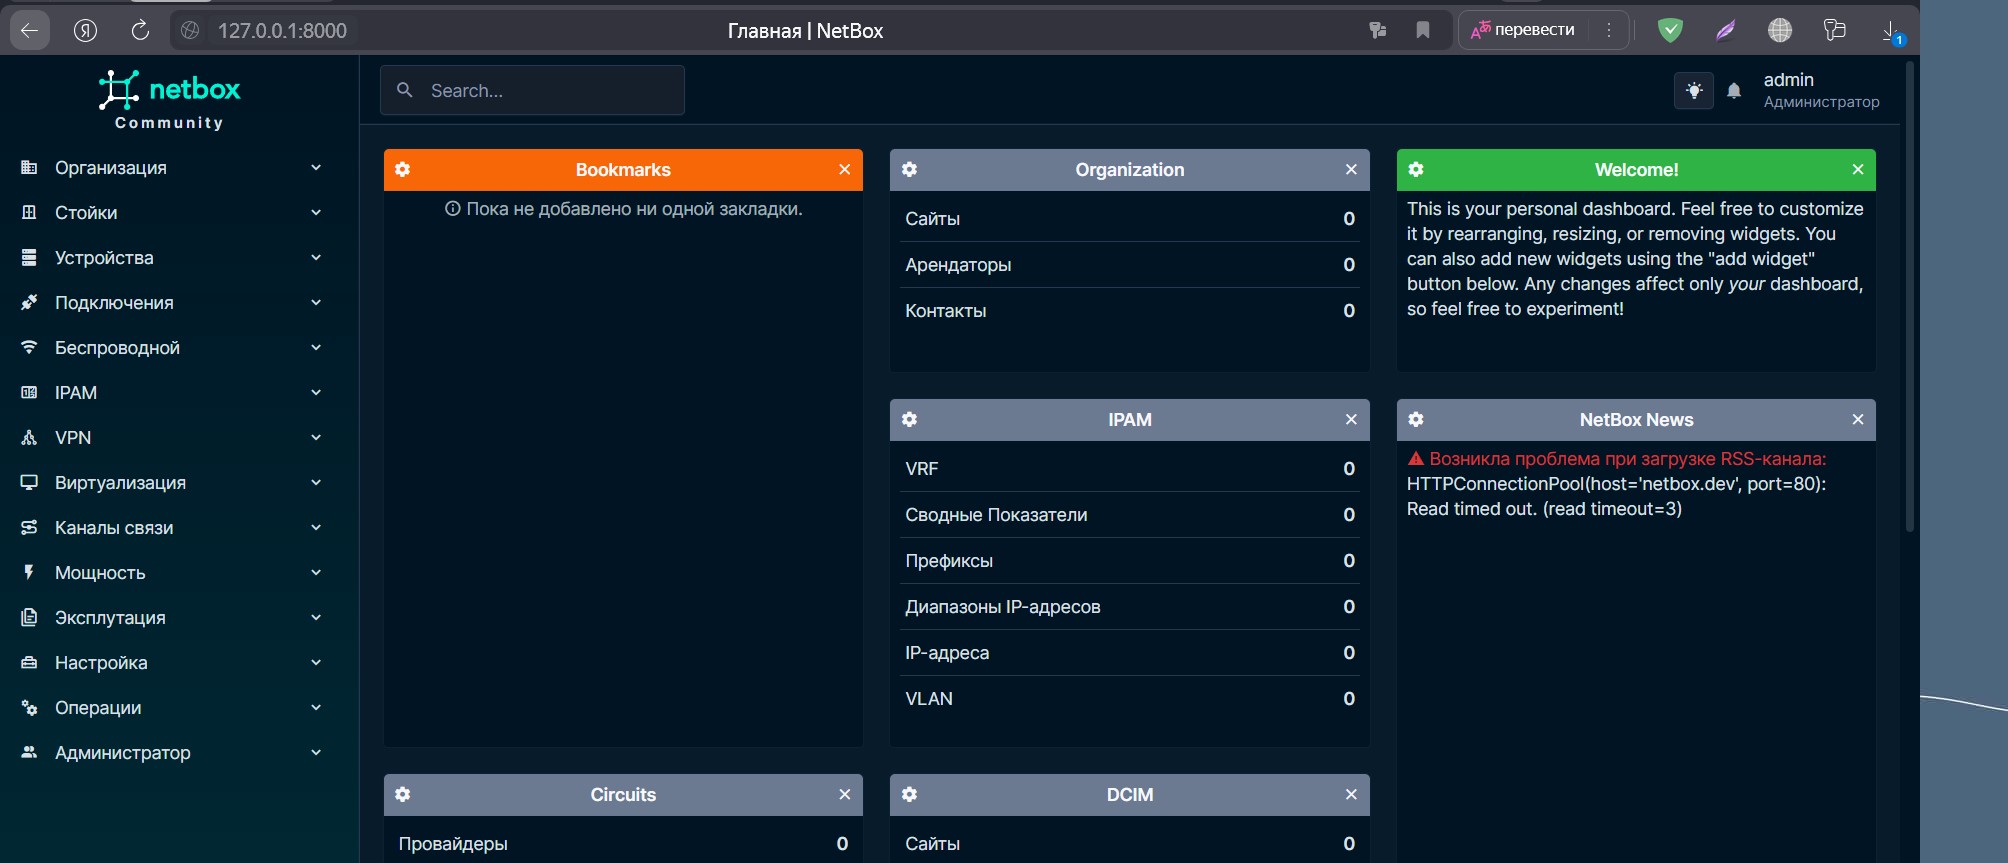 127.0.0.1:8000
Главная | NetBox
перевести
1
netbox
Community
Search...
admin
Администратор
Организация
Стойки
Устройства
Подключения
Беспроводной
IPAM
VPN
Виртуализация
Каналы связи
Мощность
Эксплутация
Настройка
Операции
Администратор
Bookmarks
Пока не добавлено ни одной закладки.
Organization
Сайты 0
Арендаторы 0
Контакты 0
Welcome!
This is your personal dashboard. Feel free to customize
it by rearranging, resizing, or removing widgets. You
can also add new widgets using the "add widget"
button below. Any changes affect only your dashboard,
so feel free to experiment!
IPAM
VRF 0
Сводные Показатели 0
Префиксы 0
Диапазоны IP-адресов 0
IP-адреса 0
VLAN 0
NetBox News
Возникла проблема при загрузке RSS-канала:
HTTPConnectionPool(host='netbox.dev', port=80):
Read timed out. (read timeout=3)
Circuits
Провайдеры 0
DCIM
Сайты 0